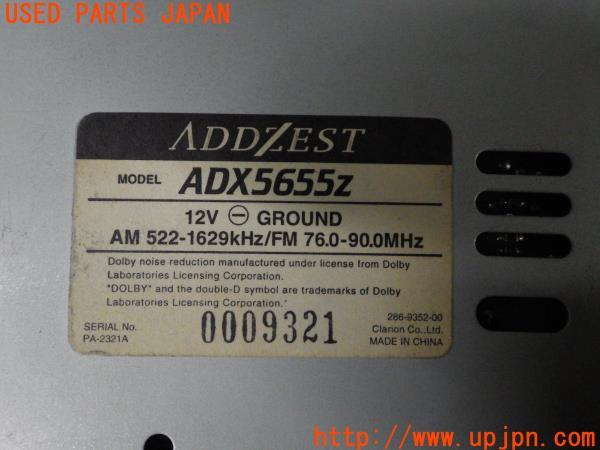 USED PARTS JAPAN
ADDZEST
MODEL ADX5655z
12V ⊖ GROUND
AM 522-1629kHz/FM 76.0-90.0MHz
Dolby noise reduction manufactured under license from Dolby
Laboratories Licensing Corporation.
"DOLBY" and the double-D symbol are trademarks of Dolby
Laboratories Licensing Corporation.
286-9352-00
SERIAL No. 0009321 Clarion Co.,Ltd.
PA-2321A MADE IN CHINA
www.upjpn.com